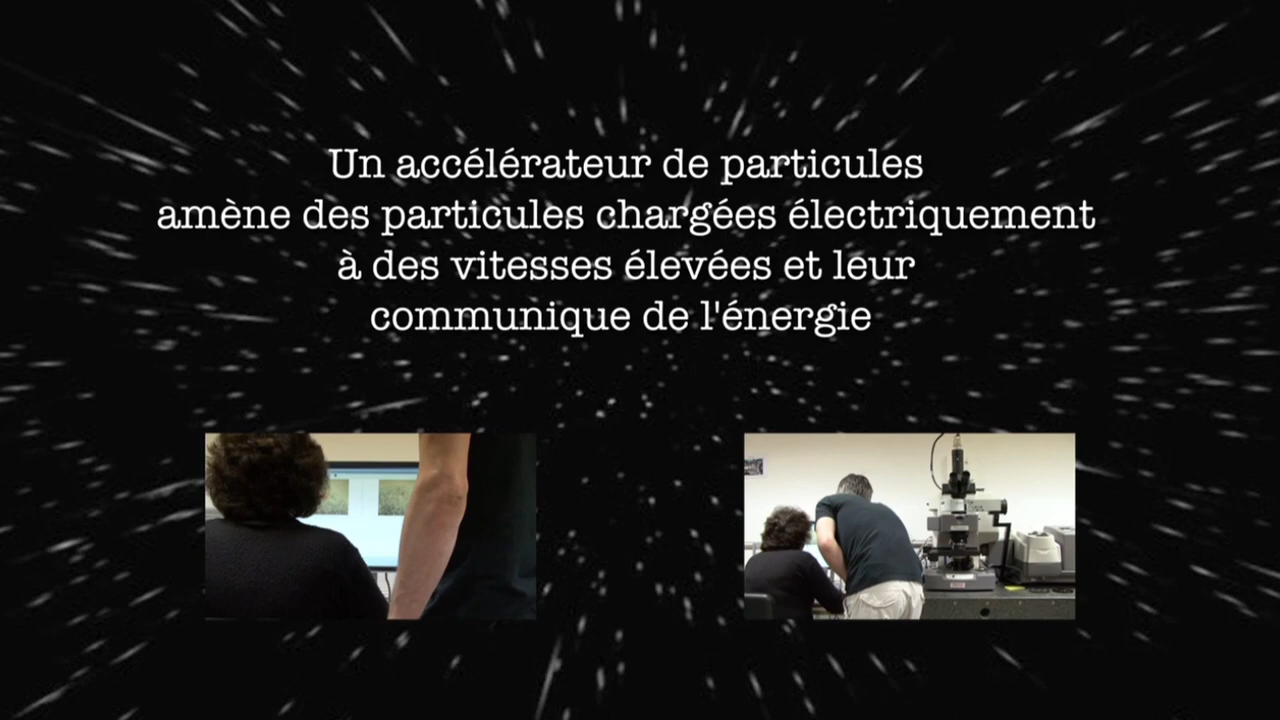 Un accélérateur de particules
amène des particules chargées électriquement
à des vitesses élevées et leur
communique de l'énergie